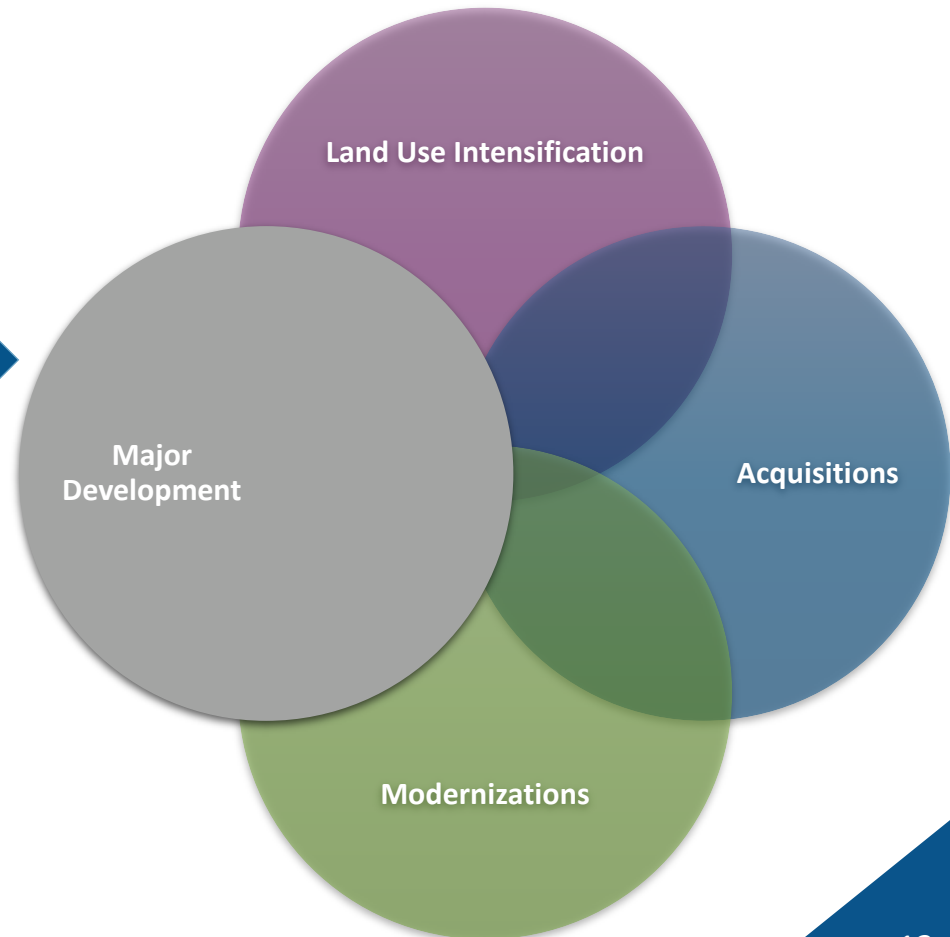 Land Use Intensification
Major
Development
Acquisitions
Modernizations